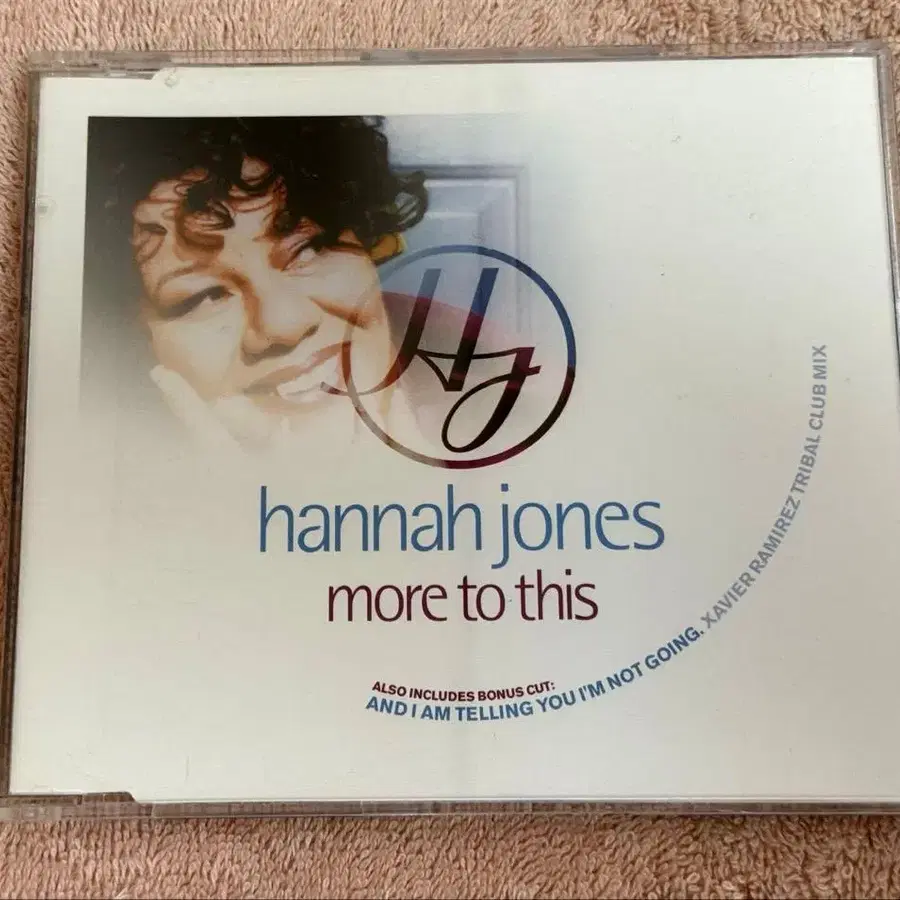 HJ
hannah jones
more to this
ALSO INCLUDES BONUS CUT:
AND I AM TELLING YOU I'M NOT GOING. XAVIER RAMIREZ TRIBAL CLUB MIX